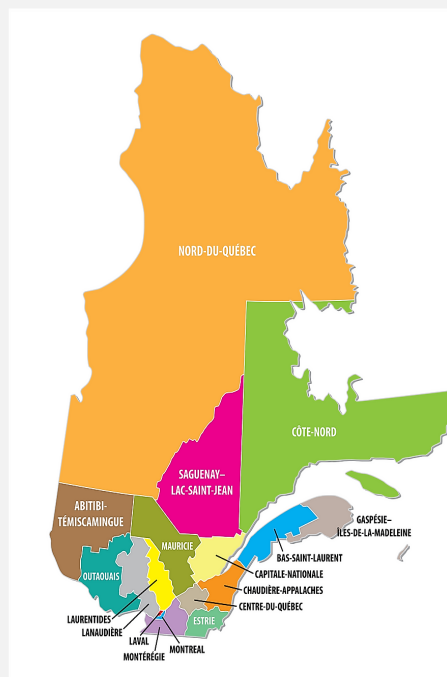 NORD-DU-QUÉBEC
CÔTE-NORD
SAGUENAY–
LAC-SAINT-JEAN
ABITIBI-
TÉMISCAMINGUE
GASPÉSIE–
ÎLES-DE-LA-MADELEINE
MAURICIE
BAS-SAINT-LAURENT
OUTAOUAIS
CAPITALE-NATIONALE
CHAUDIÈRE-APPALACHES
CENTRE-DU-QUÉBEC
LAURENTIDES
LANAUDIÈRE
ESTRIE
LAVAL
MONTREAL
MONTÉRÉGIE